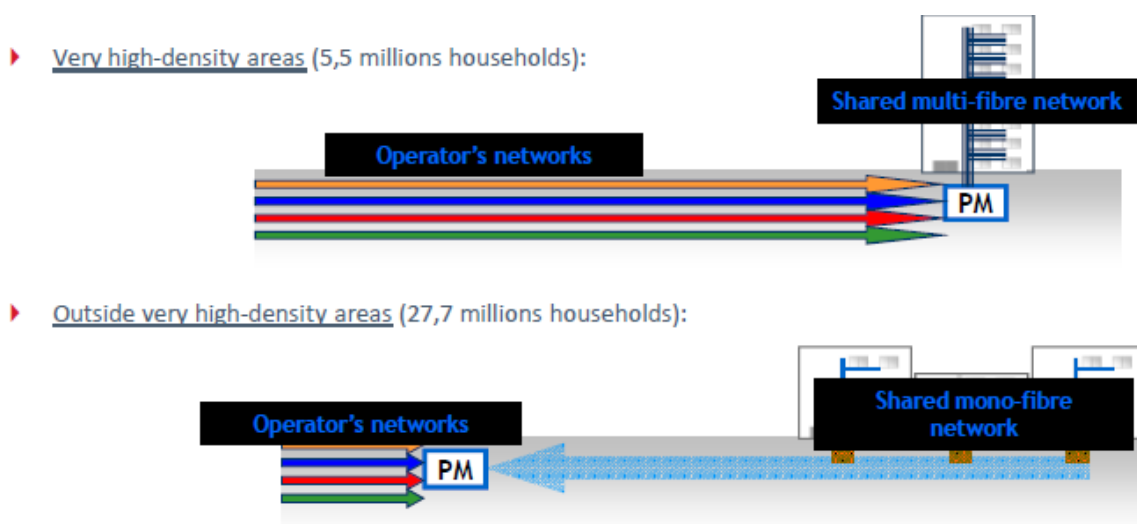 Very high-density areas (5,5 millions households):
Shared multi-fibre network
Operator's networks
PM
Outside very high-density areas (27,7 millions households):
Shared mono-fibre
network
Operator's networks
PM